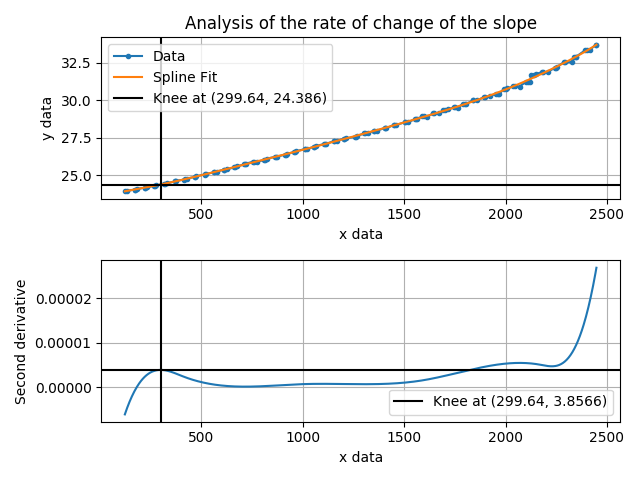 Analysis of the rate of change of the slope
Data
Spline Fit
Knee at (299.64, 24.386)
y data
32.5
30.0
27.5
25.0
500
1000
1500
2000
2500
x data
Second derivative
0.00002
0.00001
0.00000
Knee at (299.64, 3.8566)
500
1000
1500
2000
2500
x data